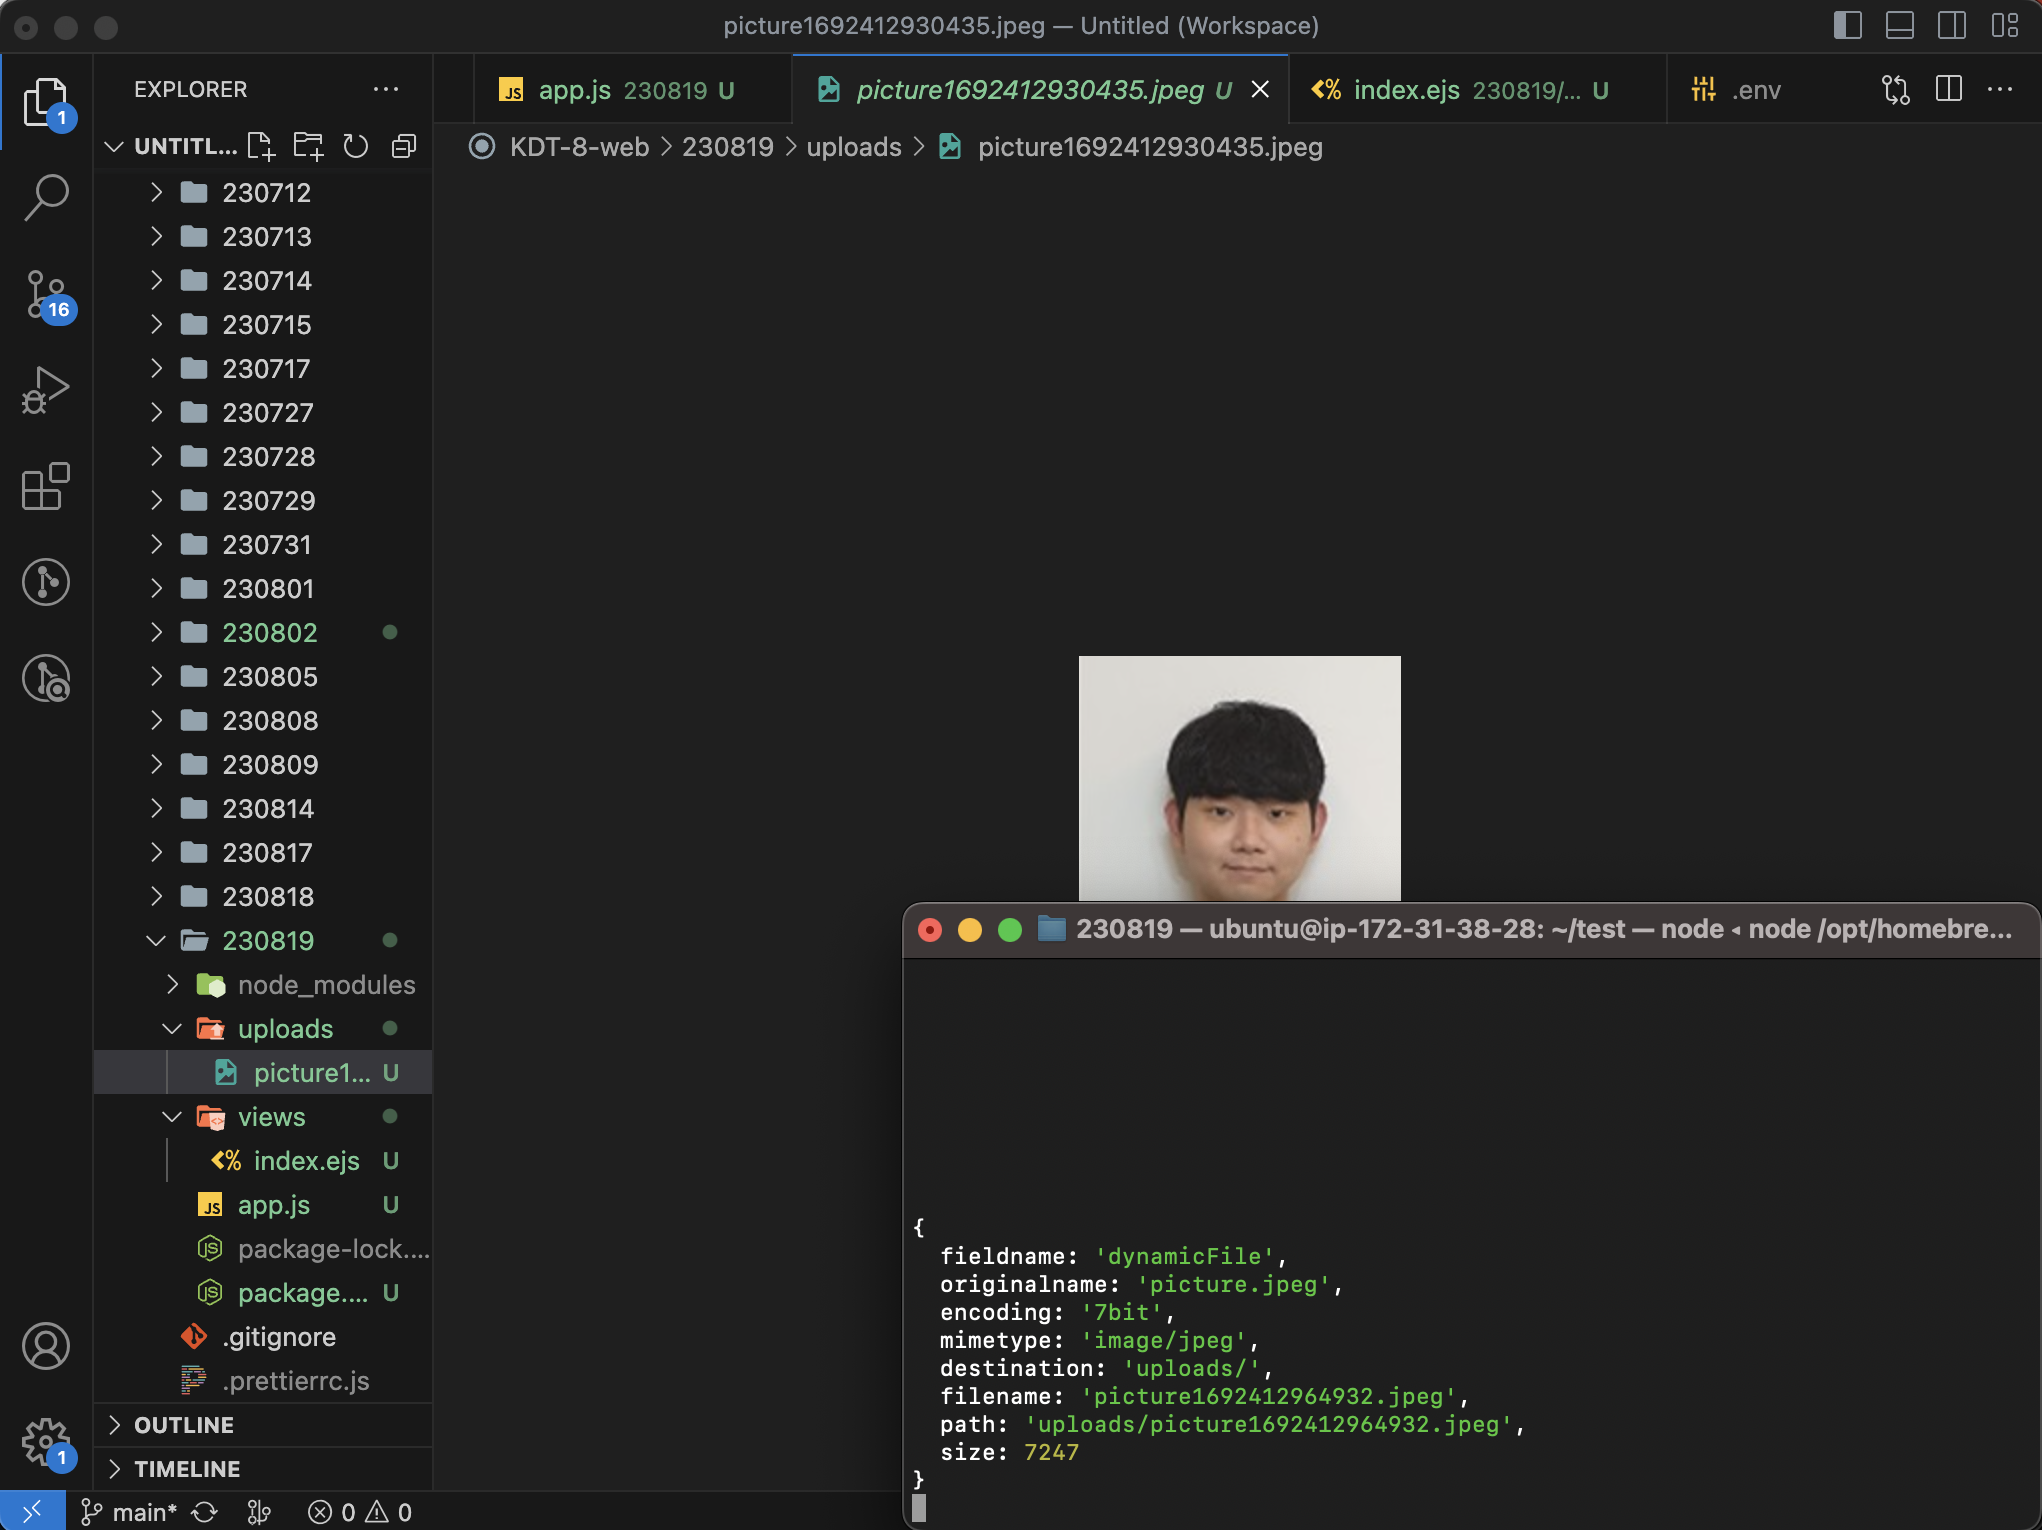 picture1692412930435.jpeg — Untitled (Workspace)
EXPLORER
app.js 230819 U
picture1692412930435.jpeg U
index.ejs 230819/... U
.env
1
UNTITL...
KDT-8-web > 230819 > uploads > picture1692412930435.jpeg
230712
230713
230714
16
230715
230717
230727
230728
230729
230731
230801
230802
230805
230808
230809
230814
230817
230818
230819
node_modules
uploads
picture1... U
views
index.ejs U
JS app.js U
package-lock....
package.... U
.gitignore
.prettierrc.js
OUTLINE
1
TIMELINE
main* 0 0
230819 — ubuntu@ip-172-31-38-28: ~/test — node ◂ node /opt/homebre...
{
fieldname: 'dynamicFile',
originalname: 'picture.jpeg',
encoding: '7bit',
mimetype: 'image/jpeg',
destination: 'uploads/',
filename: 'picture1692412964932.jpeg',
path: 'uploads/picture1692412964932.jpeg',
size: 7247
}